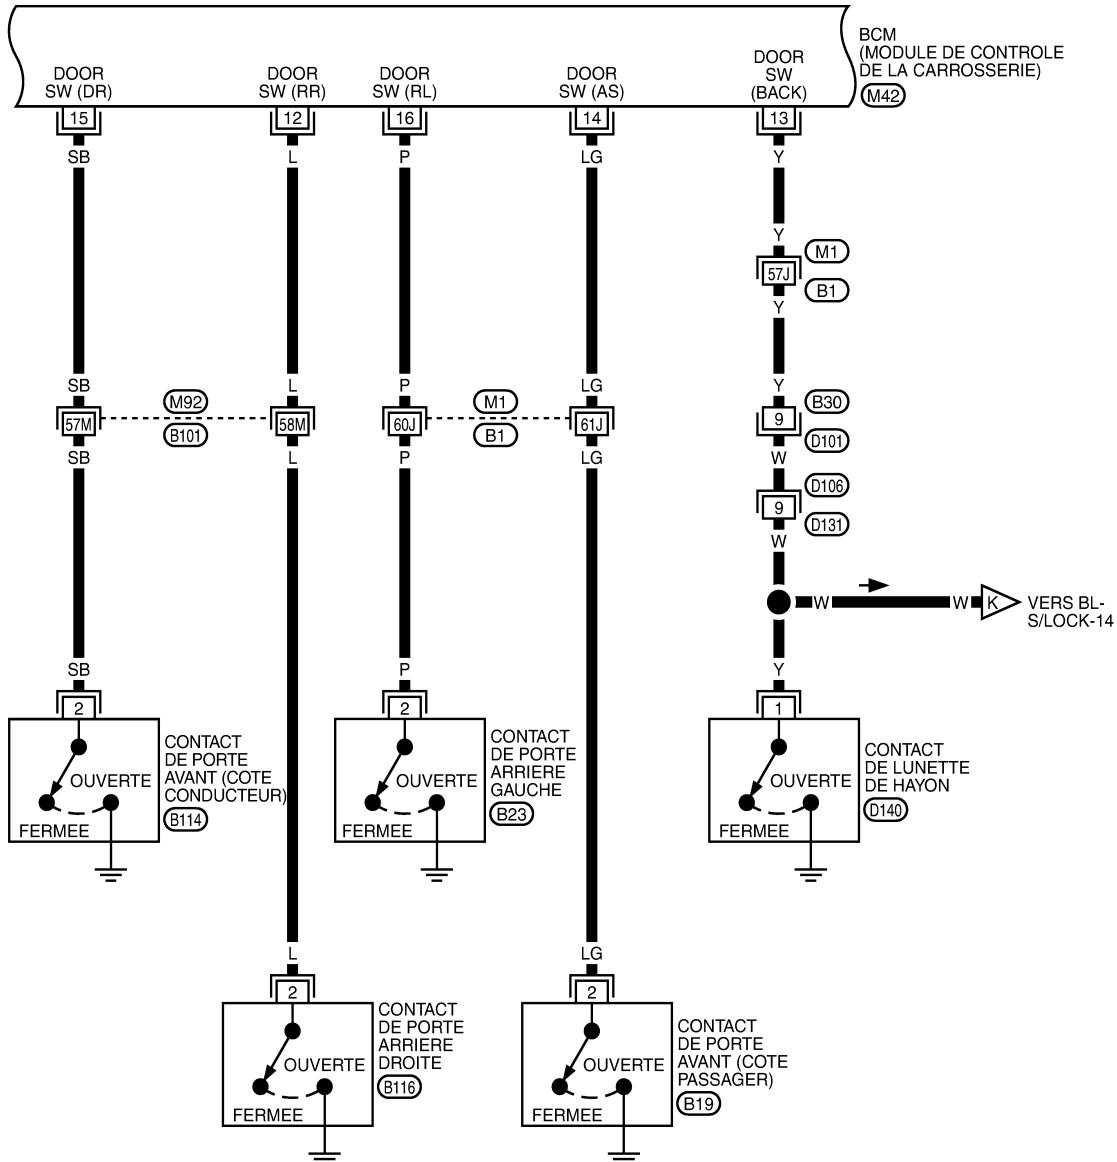 BCM
(MODULE DE CONTROLE
DE LA CARROSSERIE)
M42
DOOR
SW (DR)
DOOR
SW (RR)
DOOR
SW (RL)
DOOR
SW (AS)
DOOR
SW
(BACK)
15
12
16
14
13
SB
L
P
LG
Y
Y
M1
57J
B1
Y
SB
L
P
LG
Y
57M
M92
B101
58M
60J
M1
B1
61J
9
B30
D101
SB
L
P
LG
W
9
D106
D131
W
W
W
K
VERS BL-
S/LOCK-14
SB
P
Y
2
2
1
CONTACT
DE PORTE
AVANT (COTE
CONDUCTEUR)
B114
OUVERTE
FERMEE
CONTACT
DE PORTE
ARRIERE
GAUCHE
B23
OUVERTE
FERMEE
CONTACT
DE LUNETTE
DE HAYON
D140
OUVERTE
FERMEE
L
LG
2
2
CONTACT
DE PORTE
ARRIERE
DROITE
B116
OUVERTE
FERMEE
CONTACT
DE PORTE
AVANT (COTE
PASSAGER)
B19
OUVERTE
FERMEE